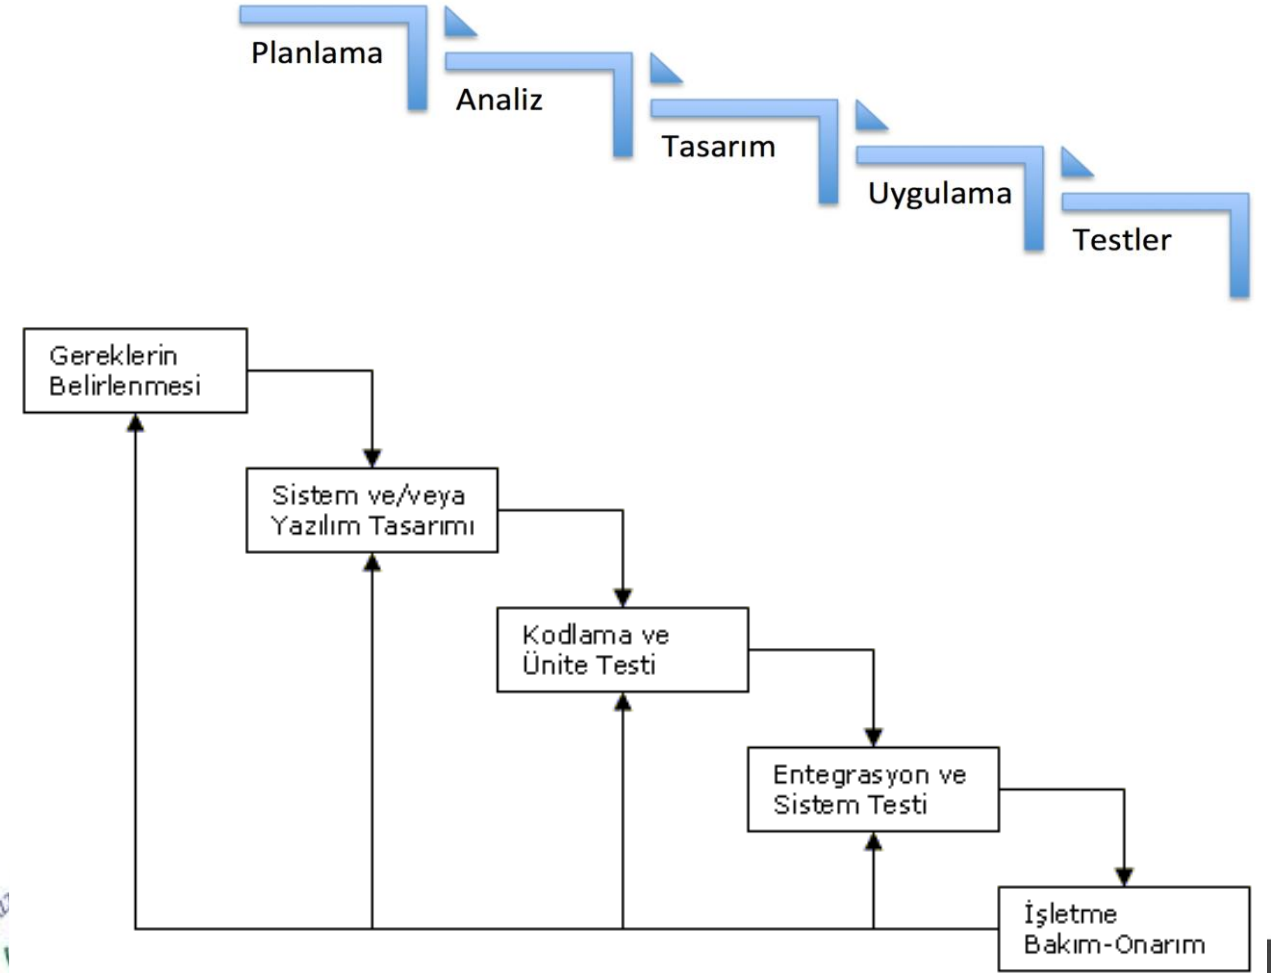 Planlama
Analiz
Tasarım
Uygulama
Testler
Gereklerin
Belirlenmesi
Sistem ve/veya
Yazılım Tasarımı
Kodlama ve
Ünite Testi
Entegrasyon ve
Sistem Testi
İşletme
Bakım-Onarım